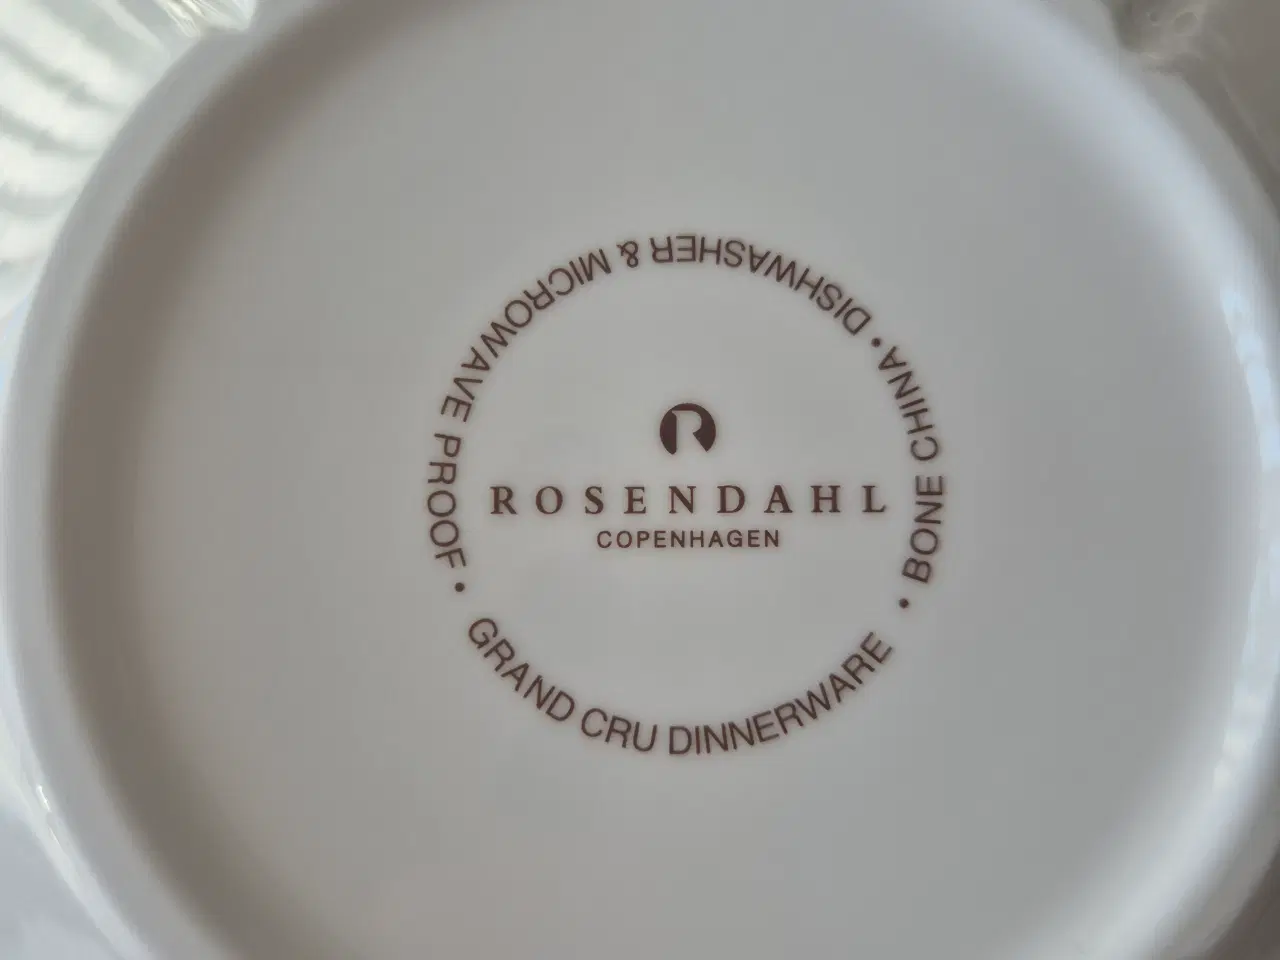 R
ROSENDAHL
COPENHAGEN
GRAND CRU DINNERWARE • BONE CHINA • DISHWASHER & MICROWAVE PROOF •